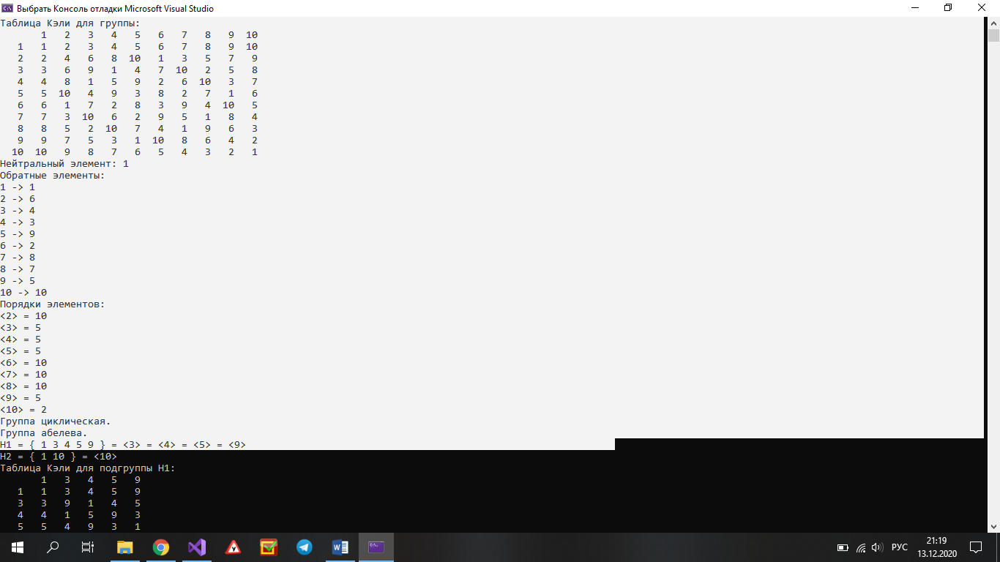 Выбрать Консоль отладки Microsoft Visual Studio
Таблица Кэли для группы:
1 2 3 4 5 6 7 8 9 10
1 1 2 3 4 5 6 7 8 9 10
2 2 4 6 8 10 1 3 5 7 9
3 3 6 9 1 4 7 10 2 5 8
4 4 8 1 5 9 2 6 10 3 7
5 5 10 4 9 3 8 2 7 1 6
6 6 1 7 2 8 3 9 4 10 5
7 7 3 10 6 2 9 5 1 8 4
8 8 5 2 10 7 4 1 9 6 3
9 9 7 5 3 1 10 8 6 4 2
10 10 9 8 7 6 5 4 3 2 1
Нейтральный элемент: 1
Обратные элементы:
1 -> 1
2 -> 6
3 -> 4
4 -> 3
5 -> 9
6 -> 2
7 -> 8
8 -> 7
9 -> 5
10 -> 10
Порядки элементов:
<2> = 10
<3> = 5
<4> = 5
<5> = 5
<6> = 10
<7> = 10
<8> = 10
<9> = 5
<10> = 2
Группа циклическая.
Группа абелева.
H1 = { 1 3 4 5 9 } = <3> = <4> = <5> = <9>
H2 = { 1 10 } = <10>
Таблица Кэли для подгруппы H1:
1 3 4 5 9
1 1 3 4 5 9
3 3 9 1 4 5
4 4 1 5 9 3
5 5 4 9 3 1
РУС
21:19
13.12.2020